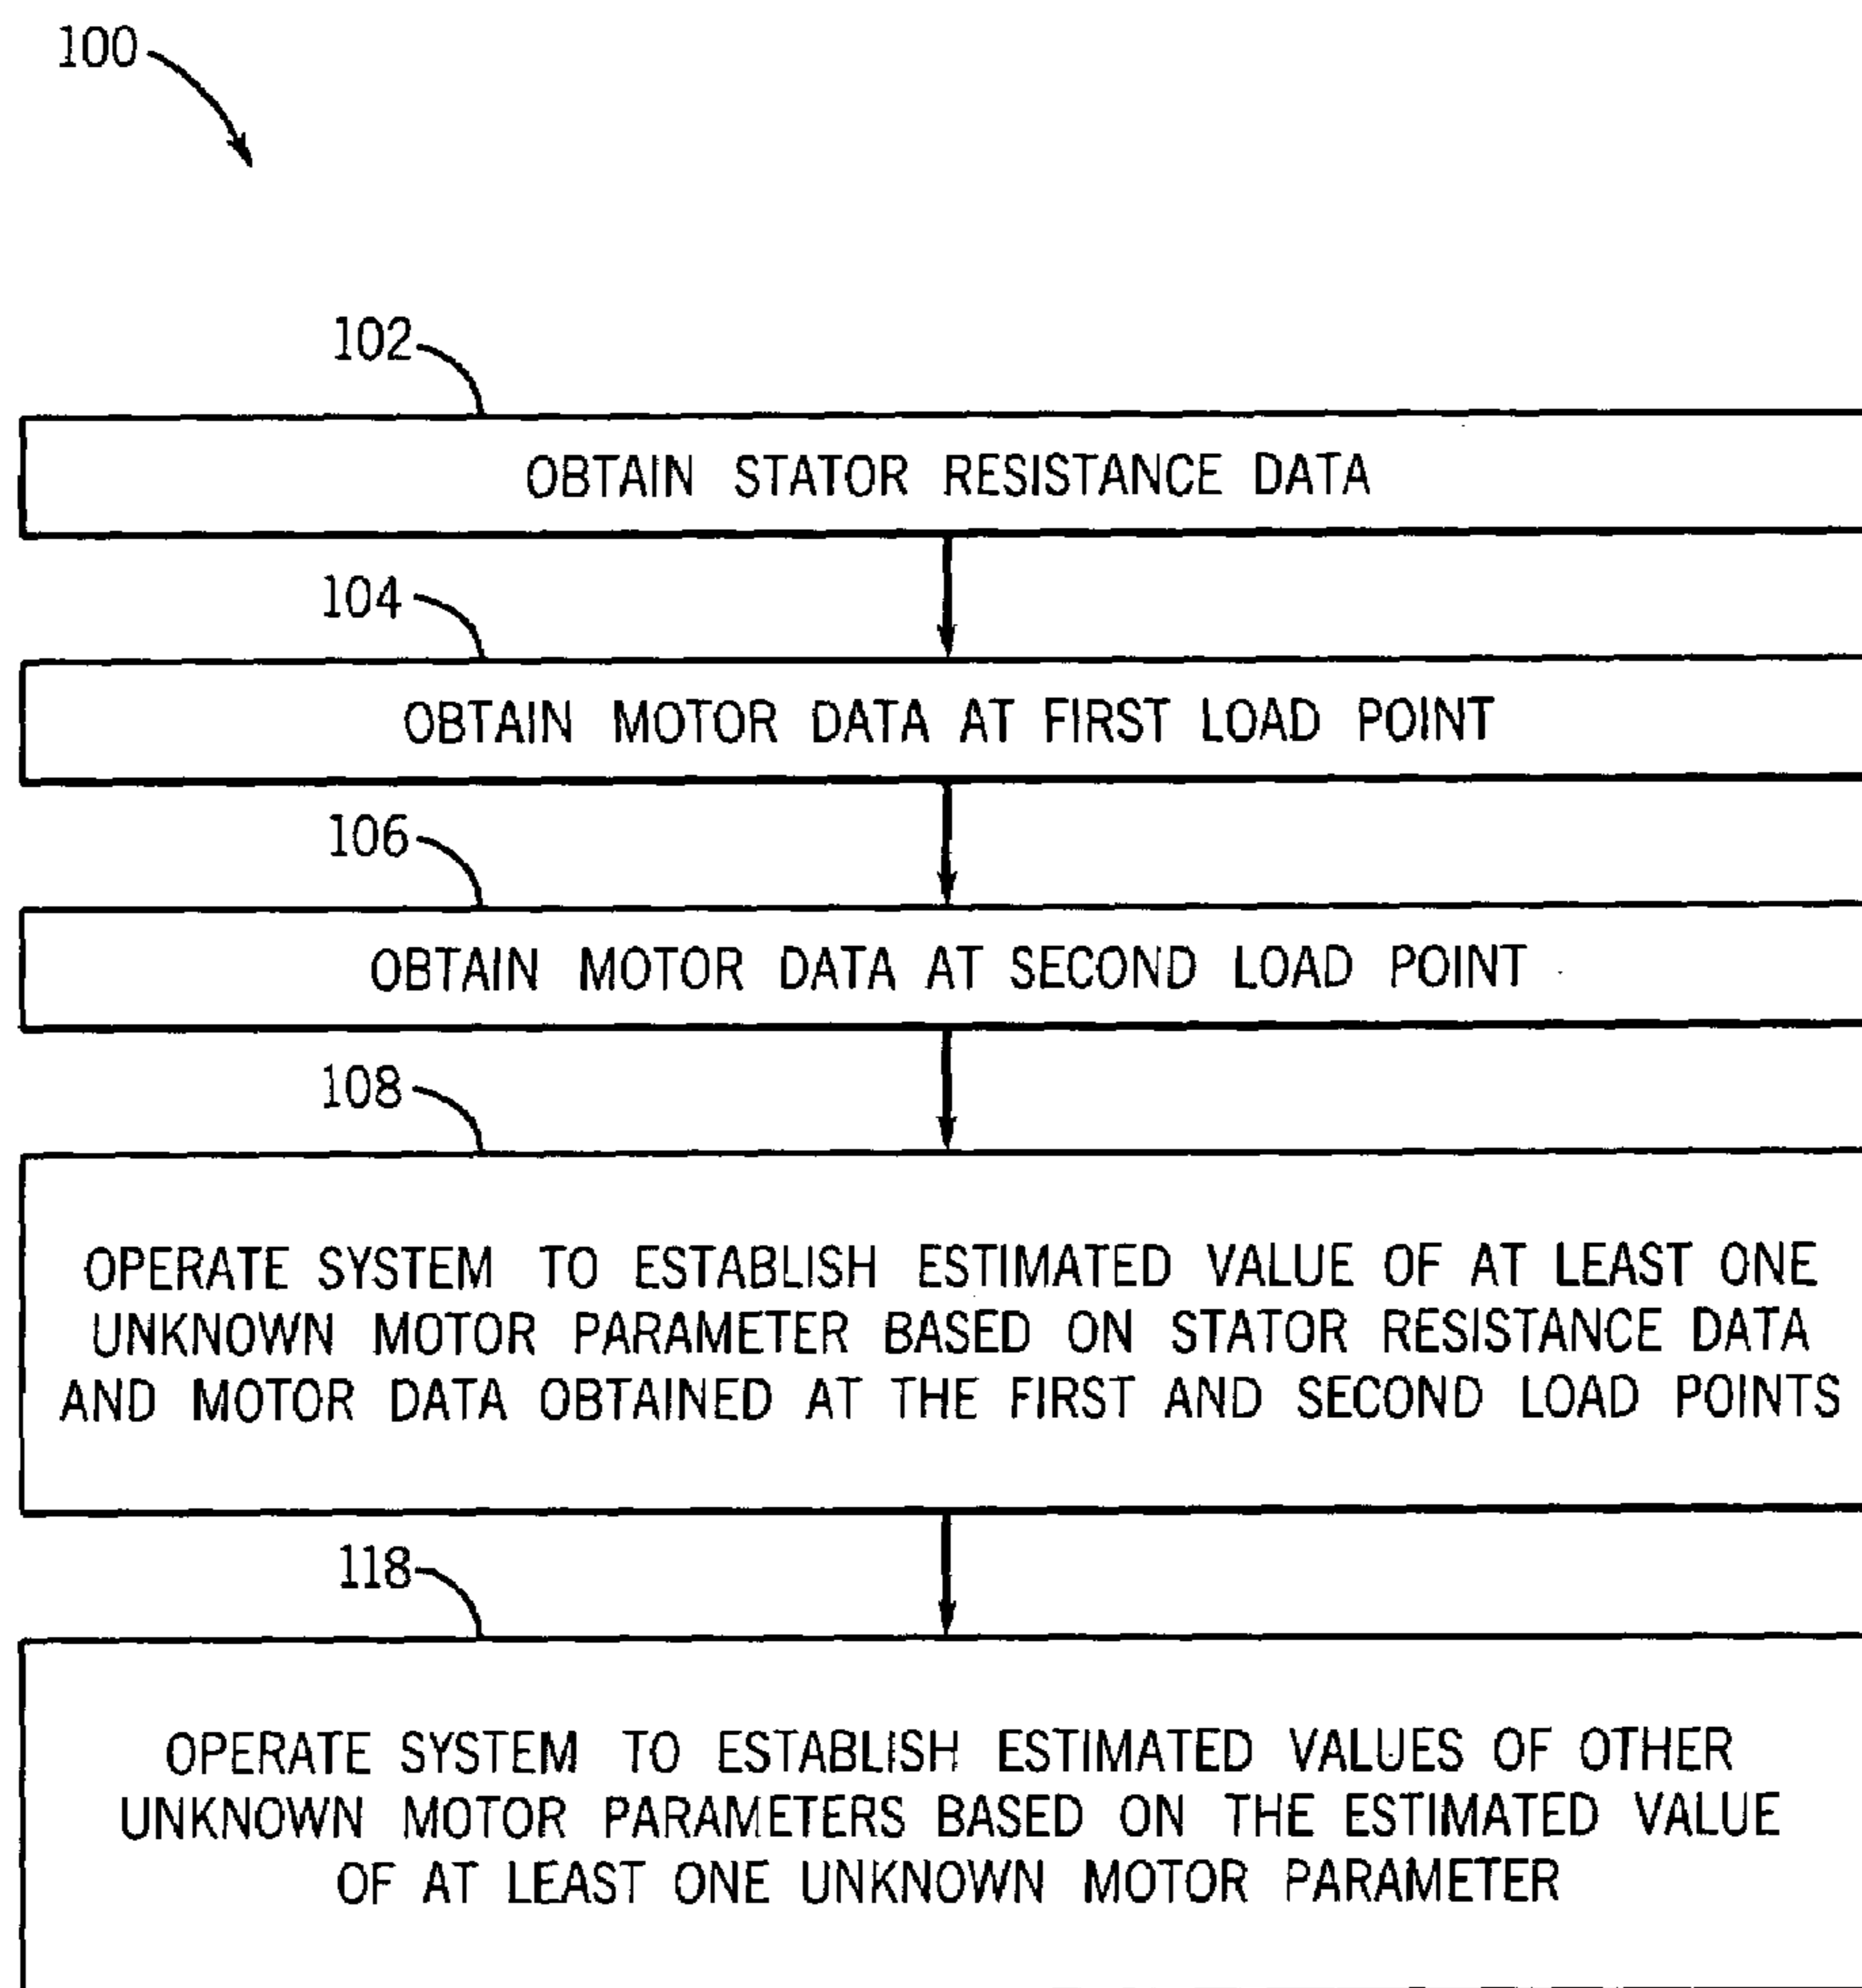 100
102
OBTAIN STATOR RESISTANCE DATA
104
OBTAIN MOTOR DATA AT FIRST LOAD POINT
106
OBTAIN MOTOR DATA AT SECOND LOAD POINT
108
OPERATE SYSTEM TO ESTABLISH ESTIMATED VALUE OF AT LEAST ONE
UNKNOWN MOTOR PARAMETER BASED ON STATOR RESISTANCE DATA
AND MOTOR DATA OBTAINED AT THE FIRST AND SECOND LOAD POINTS
118
OPERATE SYSTEM TO ESTABLISH ESTIMATED VALUES OF OTHER
UNKNOWN MOTOR PARAMETERS BASED ON THE ESTIMATED VALUE
OF AT LEAST ONE UNKNOWN MOTOR PARAMETER